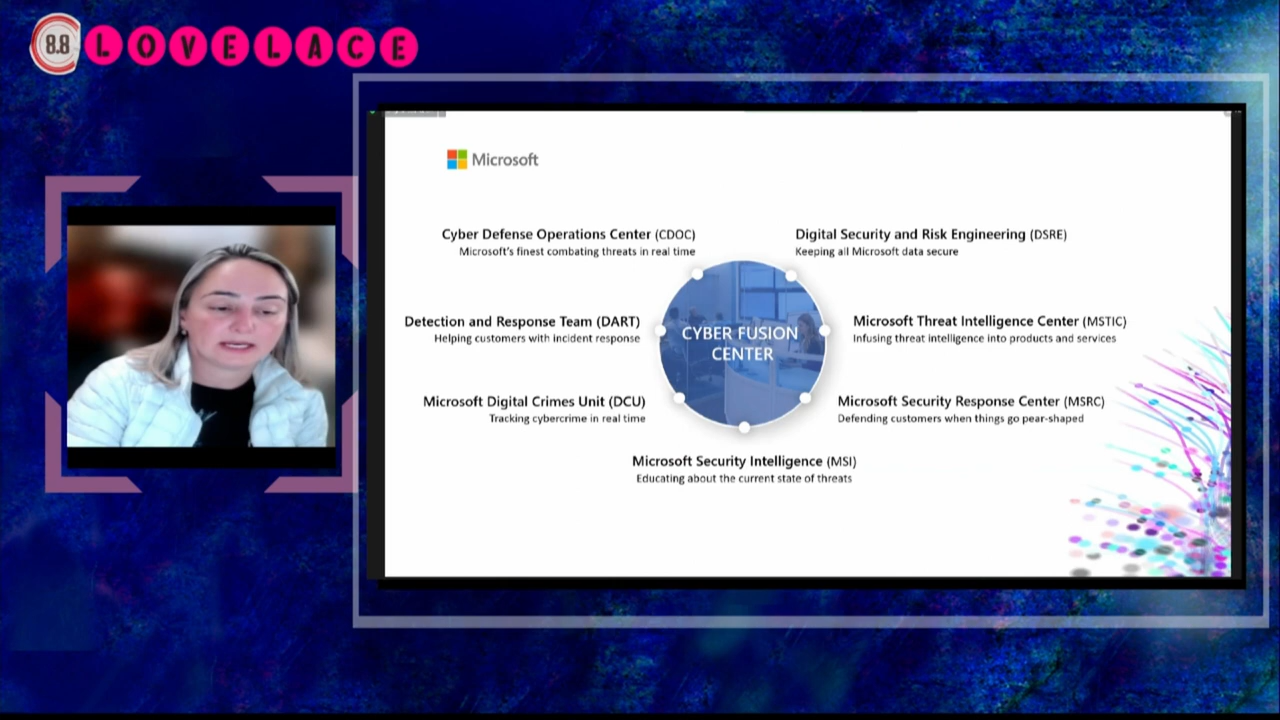 8.8 LOVELACE
Microsoft
Cyber Defense Operations Center (CDOC)
Microsoft's finest combating threats in real time
Digital Security and Risk Engineering (DSRE)
Keeping all Microsoft data secure
Detection and Response Team (DART)
Helping customers with incident response
CYBER FUSION
CENTER
Microsoft Threat Intelligence Center (MSTIC)
Infusing threat intelligence into products and services
Microsoft Digital Crimes Unit (DCU)
Tracking cybercrime in real time
Microsoft Security Response Center (MSRC)
Defending customers when things go pear-shaped
Microsoft Security Intelligence (MSI)
Educating about the current state of threats